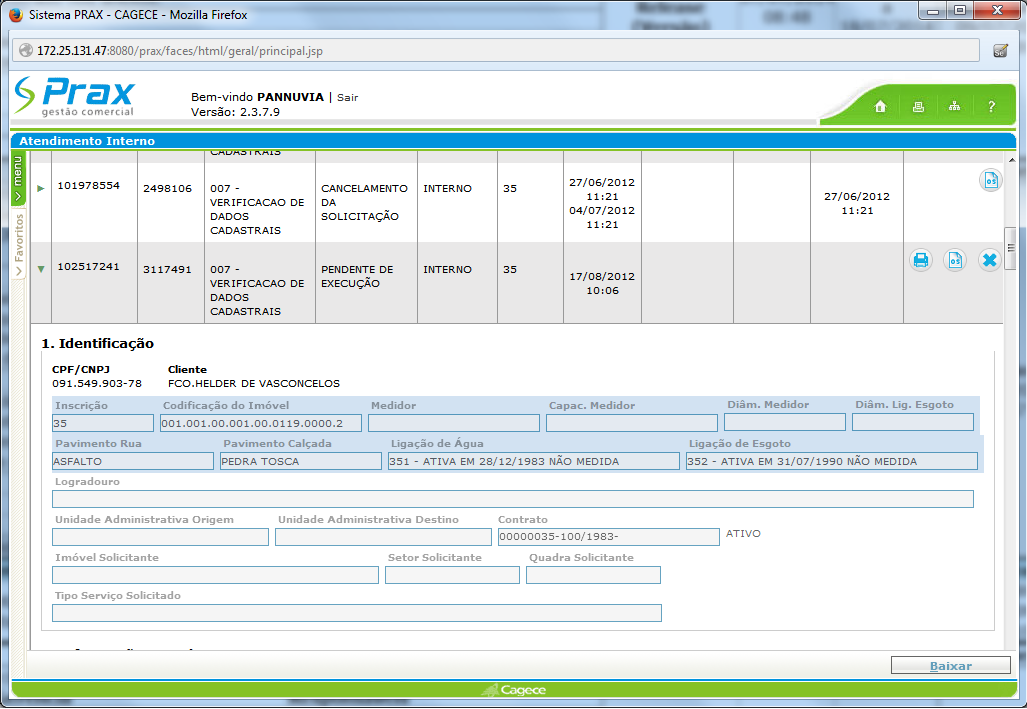 Sistema PRAX - CAGECE - Mozilla Firefox
172.25.131.47:8080/prax/faces/html/geral/principal.jsp
Prax
gestão comercial
Bem-vindo PANNUVIA | Sair
Versão: 2.3.7.9
?
Atendimento Interno
menu
Favoritos
CADASTRAIS
101978554 2498106 007 - VERIFICACAO DE DADOS CADASTRAIS CANCELAMENTO DA SOLICITAÇÃO INTERNO 35 27/06/2012 11:21 04/07/2012 11:21 27/06/2012 11:21
OS
102517241 3117491 007 - VERIFICACAO DE DADOS CADASTRAIS PENDENTE DE EXECUÇÃO INTERNO 35 17/08/2012 10:06
OS
1. Identificação
CPF/CNPJ Cliente
091.549.903-78 FCO.HELDER DE VASCONCELOS
Inscrição Codificação do Imóvel Medidor Capac. Medidor Diâm. Medidor Diâm. Lig. Esgoto
35 001.001.00.001.00.0119.0000.2
Pavimento Rua Pavimento Calçada Ligação de Água Ligação de Esgoto
ASFALTO PEDRA TOSCA 351 - ATIVA EM 28/12/1983 NÃO MEDIDA 352 - ATIVA EM 31/07/1990 NÃO MEDIDA
Logradouro
Unidade Administrativa Origem Unidade Administrativa Destino Contrato
00000035-100/1983- ATIVO
Imóvel Solicitante Setor Solicitante Quadra Solicitante
Tipo Serviço Solicitado
Baixar
Cagece